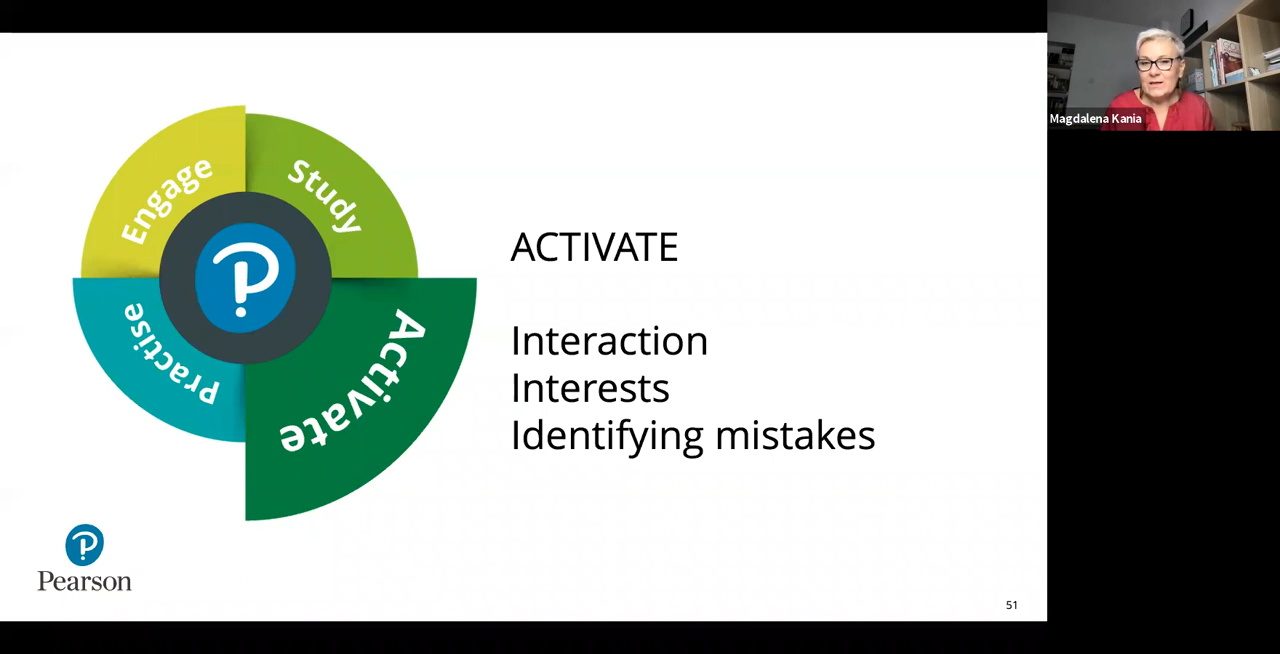 Engage
Study
Practise
Activate
ACTIVATE
Interaction
Interests
Identifying mistakes
Pearson
51
Magdalena Kania